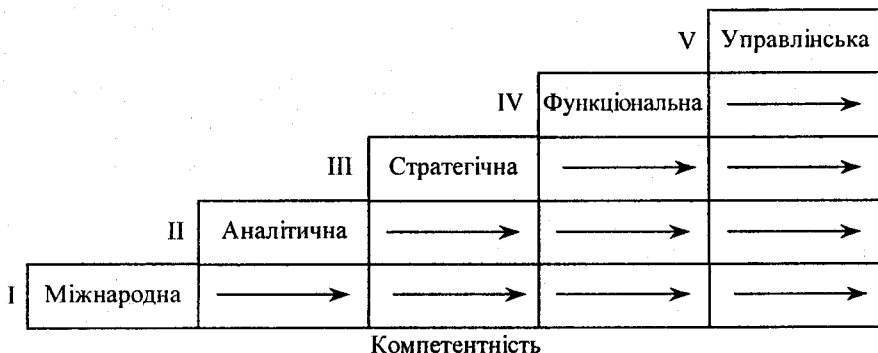 V Управлінська
IV Функціональна
III Стратегічна
II Аналітична
I Міжнародна
Компетентність